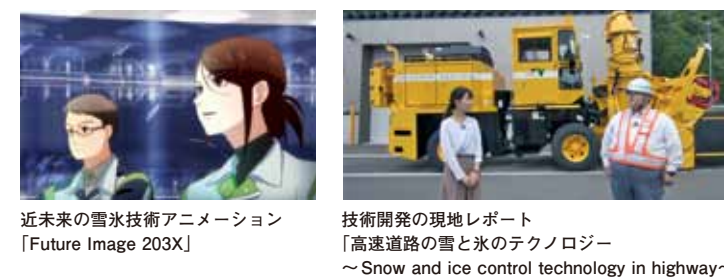 近未来の雪氷技術アニメーション
「Future Image 203X」
技術開発の現地レポート
「高速道路の雪と氷のテクノロジー
～Snow and ice control technology in highway~